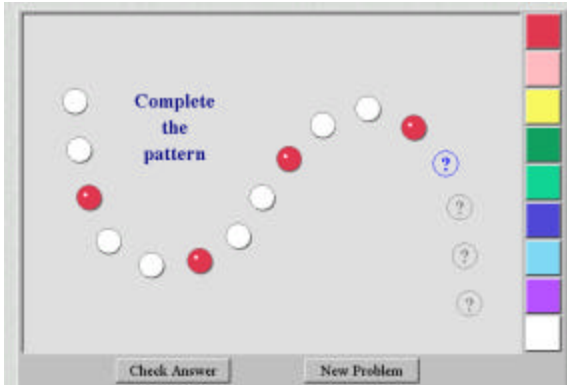 Complete
the
pattern
?
?
?
?
Check Answer New Problem